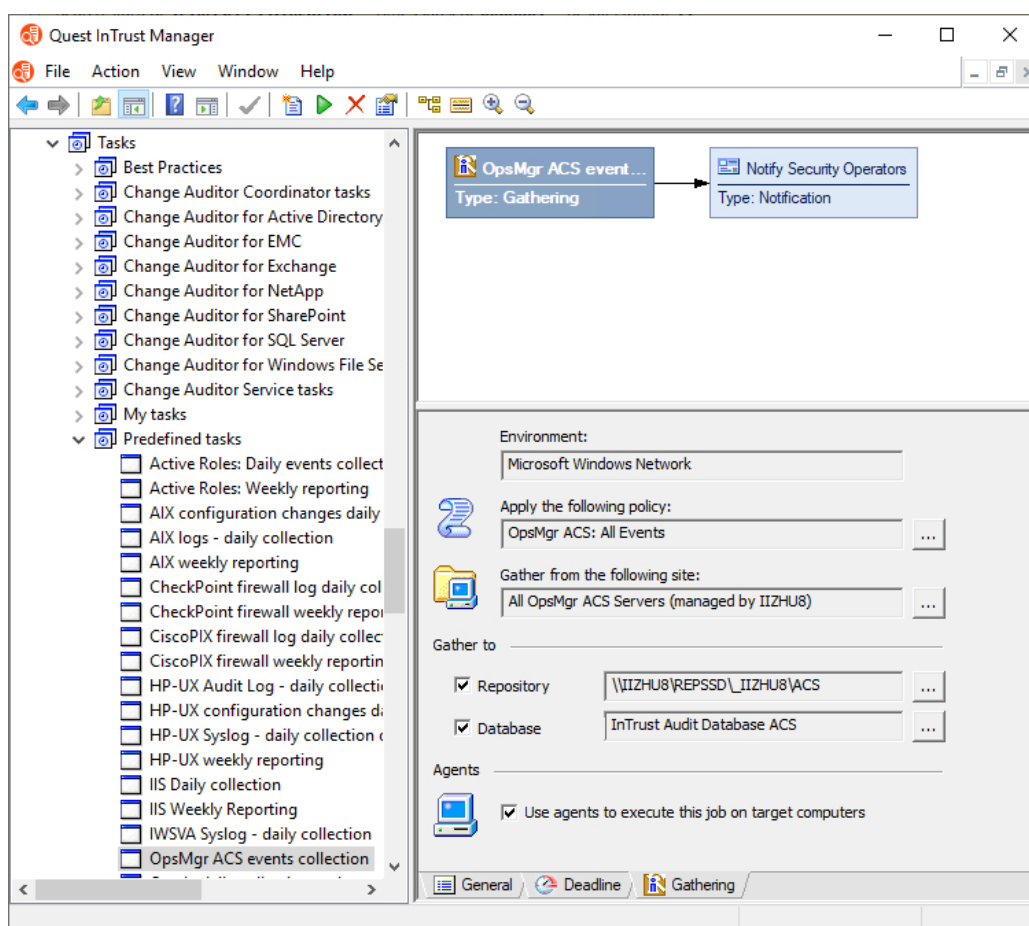 Quest InTrust Manager
File Action View Window Help
Tasks
Best Practices
Change Auditor Coordinator tasks
Change Auditor for Active Directory
Change Auditor for EMC
Change Auditor for Exchange
Change Auditor for NetApp
Change Auditor for SharePoint
Change Auditor for SQL Server
Change Auditor for Windows File Se
Change Auditor Service tasks
My tasks
Predefined tasks
Active Roles: Daily events collect
Active Roles: Weekly reporting
AIX configuration changes daily
AIX logs - daily collection
AIX weekly reporting
CheckPoint firewall log daily col
CheckPoint firewall weekly repor
CiscoPIX firewall log daily collec
CiscoPIX firewall weekly reportin
HP-UX Audit Log - daily collecti
HP-UX configuration changes da
HP-UX Syslog - daily collection
HP-UX weekly reporting
IIS Daily collection
IIS Weekly Reporting
IWSVA Syslog - daily collection
OpsMgr ACS events collection
OpsMgr ACS event...
Type: Gathering
Notify Security Operators
Type: Notification
Environment:
Microsoft Windows Network
Apply the following policy:
OpsMgr ACS: All Events
...
Gather from the following site:
All OpsMgr ACS Servers (managed by IIZHU8)
...
Gather to
Repository \\IIZHU8\REPSSD\_IIZHU8\ACS ...
Database InTrust Audit Database ACS ...
Agents
Use agents to execute this job on target computers
General Deadline Gathering